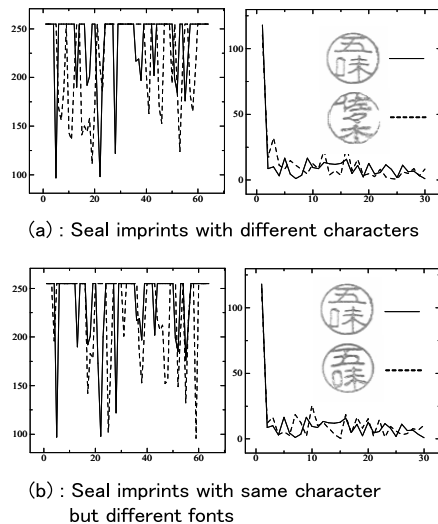 250
200
150
100
0 20 40 60
100
50
0
0 10 20 30
五味
(a) : Seal imprints with different characters
250
200
150
100
0 20 40 60
100
50
0
0 10 20 30
五味
五味
(b) : Seal imprints with same character
but different fonts